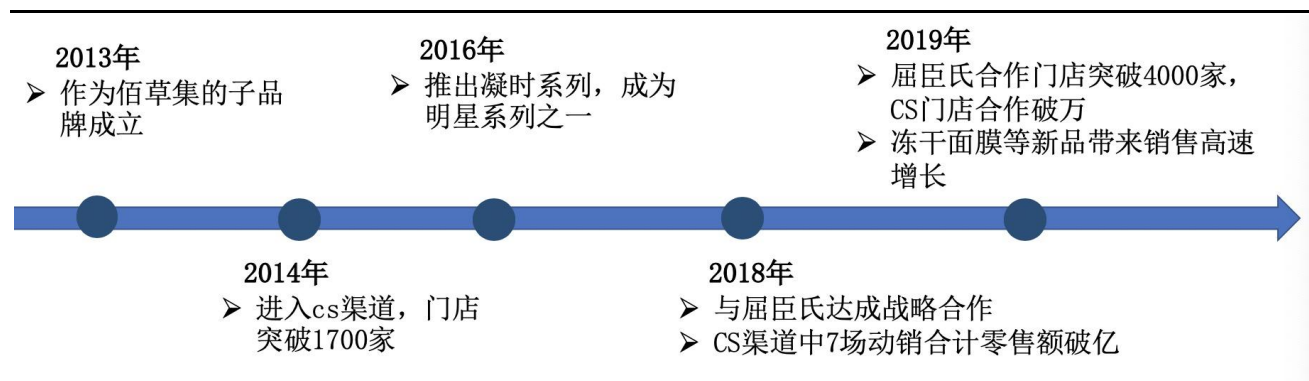 2013年
➢ 作为佰草集的子品
牌成立
2014年
➢ 进入cs渠道，门店
突破1700家
2016年
➢ 推出凝时系列，成为
明星系列之一
2018年
➢ 与屈臣氏达成战略合作
➢ CS渠道中7场动销合计零售额破亿
2019年
➢ 屈臣氏合作门店突破4000家，
CS门店合作破万
➢ 冻干面膜等新品带来销售高速
增长